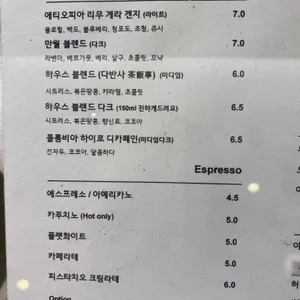 에티오피아 리무 게라 겐지 (라이트) 7.0
플로럴, 백도, 블루베리, 청포도, 조청, 쥬시
만월 블렌드 (다크) 7.0
라벤더, 베르가못, 베리, 살구, 초콜릿, 꼬냑
하우스 블렌드 (다반사 茶飯事) (미디엄) 6.0
시트러스, 볶은땅콩, 카라멜, 초콜릿
하우스 블렌드 다크 (150ml 진하게드려요) 6.5
시트러스, 볶은땅콩, 향신료, 코코아
콜롬비아 하이로 디카페인 (미디엄다크) 6.5
건자두, 코코아, 달콤하다
Espresso
에스프레소 / 아메리카노 4.5
카푸치노 (Hot only) 5.0
플랫화이트 5.0
카페라떼 5.0
피스타치오 크림라떼 6.0
Option